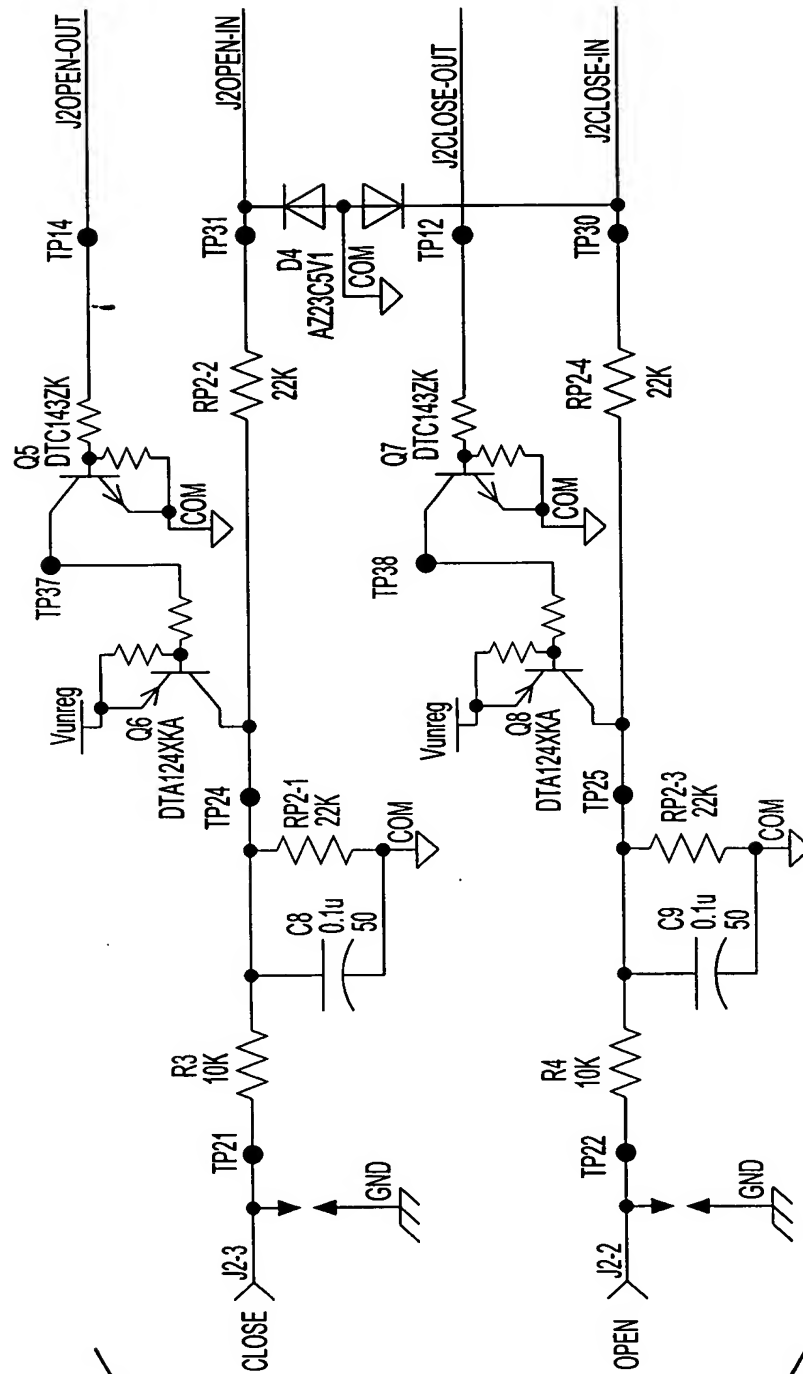 J2OPEN-OUT
TP14
Q5
DTC143ZK
COM
TP37
Vunreg
Q6
DTA124XKA
J2OPEN-IN
TP31
RP2-2
22K
TP24
RP2-1
22K
COM
C8
0.1u
50
R3
10K
TP21
GND
J2-3
CLOSE
D4
AZ23C5V1
COM
J2CLOSE-OUT
TP12
Q7
DTC143ZK
COM
TP38
Vunreg
Q8
DTA124XKA
J2CLOSE-IN
TP30
RP2-4
22K
TP25
RP2-3
22K
COM
C9
0.1u
50
R4
10K
TP22
GND
J2-2
OPEN